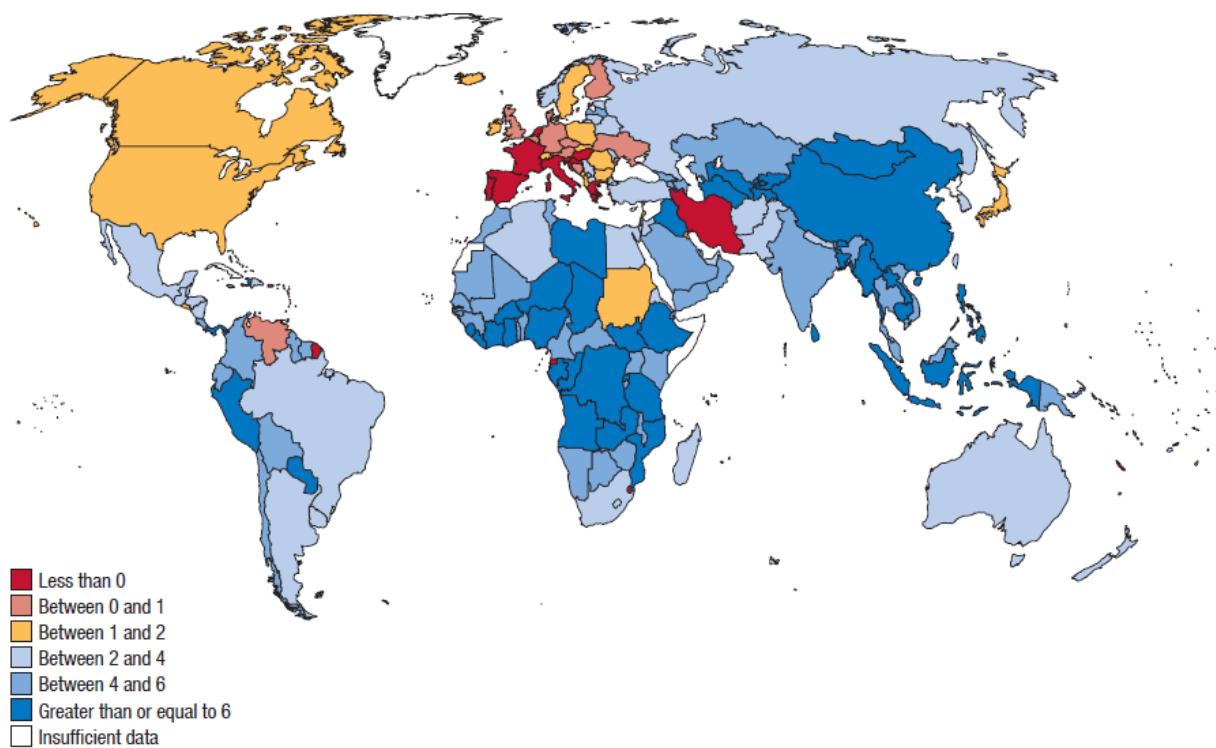 Less than 0
Between 0 and 1
Between 1 and 2
Between 2 and 4
Between 4 and 6
Greater than or equal to 6
Insufficient data